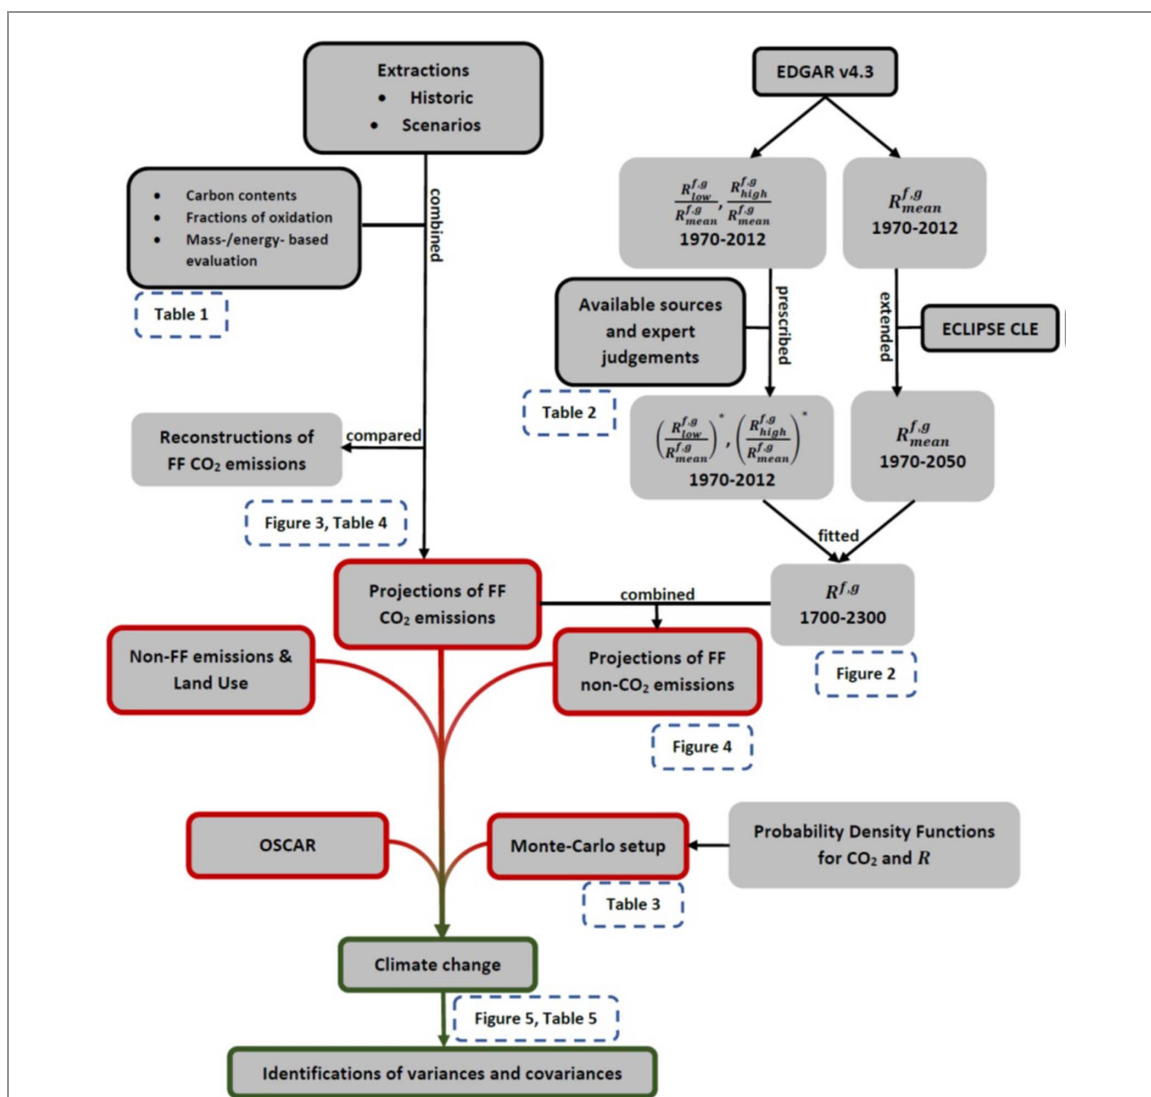 Extractions
• Historic
• Scenarios
• Carbon contents
• Fractions of oxidation
• Mass-/energy- based
evaluation
Table 1
combined
Reconstructions of
FF CO₂ emissions
compared
Figure 3, Table 4
EDGAR v4.3
R^{f,g}_{low}/R^{f,g}_{mean}, R^{f,g}_{high}/R^{f,g}_{mean}
1970-2012
R^{f,g}_{mean}
1970-2012
Available sources
and expert
judgements
prescribed
extended
ECLIPSE CLE
Table 2
(R^{f,g}_{low}/R^{f,g}_{mean})^*, (R^{f,g}_{high}/R^{f,g}_{mean})^*
1970-2012
R^{f,g}_{mean}
1970-2050
fitted
R^{f,g}
1700-2300
Figure 2
Projections of FF
CO₂ emissions
combined
Non-FF emissions &
Land Use
Projections of FF
non-CO₂ emissions
Figure 4
OSCAR
Monte-Carlo setup
Probability Density Functions
for CO₂ and R
Table 3
Climate change
Figure 5, Table 5
Identifications of variances and covariances